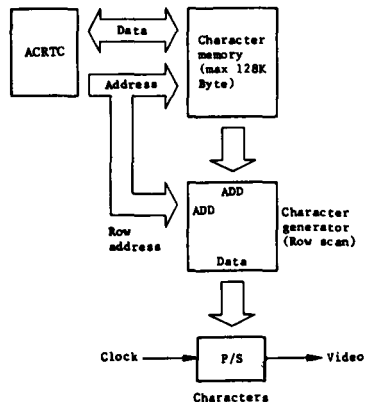 ACRTC
Data
Character
memory
(max 128K
Byte)
Address
ADD
ADD
Character
generator
(Row scan)
Row
address
Data
Clock
P/S
Video
Characters